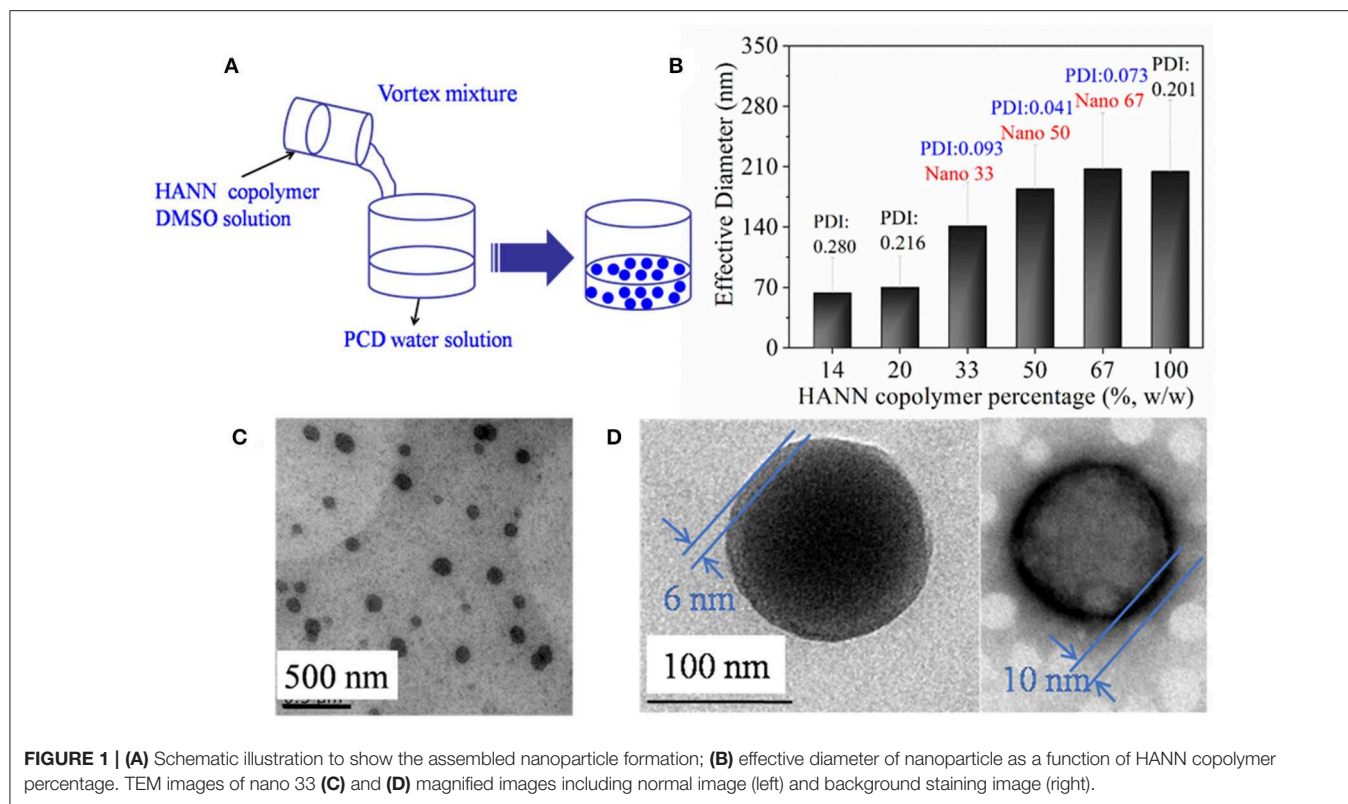 A
Vortex mixture
HANN copolymer
DMSO solution
PCD water solution
B
Effective Diameter (nm)
350
280
210
140
70
0
PDI:
0.280
PDI:
0.216
PDI:0.093
Nano 33
PDI:0.041
Nano 50
PDI:0.073
Nano 67
PDI:
0.201
14 20 33 50 67 100
HANN copolymer percentage (%, w/w)
C
500 nm
D
6 nm
100 nm
10 nm
FIGURE 1 | (A) Schematic illustration to show the assembled nanoparticle formation; (B) effective diameter of nanoparticle as a function of HANN copolymer
percentage. TEM images of nano 33 (C) and (D) magnified images including normal image (left) and background staining image (right).